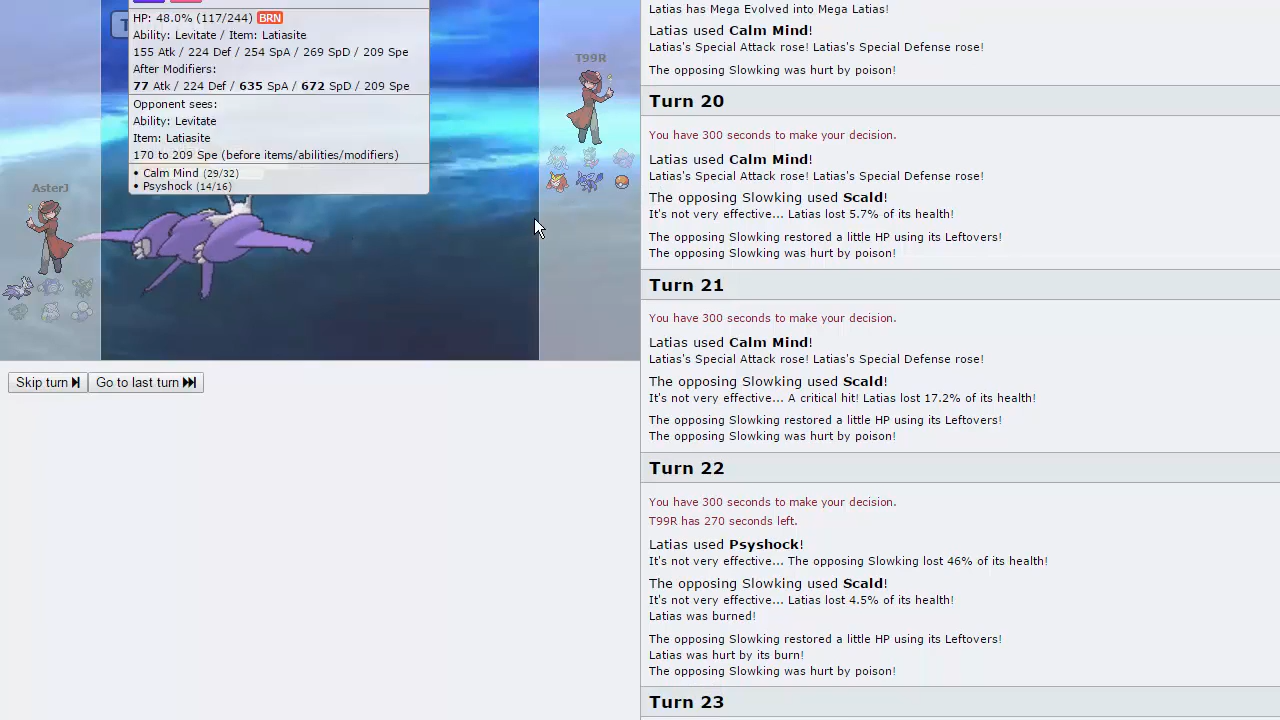 HP: 48.0% (117/244) BRN
Ability: Levitate / Item: Latiasite
155 Atk / 224 Def / 254 SpA / 269 SpD / 209 Spe
After Modifiers:
77 Atk / 224 Def / 635 SpA / 672 SpD / 209 Spe
Opponent sees:
Ability: Levitate
Item: Latiasite
170 to 209 Spe (before items/abilities/modifiers)
• Calm Mind (29/32)
• Psyshock (14/16)
T99R
AsterJ
Skip turn
Go to last turn
Latias has Mega Evolved into Mega Latias!
Latias used Calm Mind!
Latias's Special Attack rose! Latias's Special Defense rose!
The opposing Slowking was hurt by poison!
Turn 20
You have 300 seconds to make your decision.
Latias used Calm Mind!
Latias's Special Attack rose! Latias's Special Defense rose!
The opposing Slowking used Scald!
It's not very effective... Latias lost 5.7% of its health!
The opposing Slowking restored a little HP using its Leftovers!
The opposing Slowking was hurt by poison!
Turn 21
You have 300 seconds to make your decision.
Latias used Calm Mind!
Latias's Special Attack rose! Latias's Special Defense rose!
The opposing Slowking used Scald!
It's not very effective... A critical hit! Latias lost 17.2% of its health!
The opposing Slowking restored a little HP using its Leftovers!
The opposing Slowking was hurt by poison!
Turn 22
You have 300 seconds to make your decision.
T99R has 270 seconds left.
Latias used Psyshock!
It's not very effective... The opposing Slowking lost 46% of its health!
The opposing Slowking used Scald!
It's not very effective... Latias lost 4.5% of its health!
Latias was burned!
The opposing Slowking restored a little HP using its Leftovers!
Latias was hurt by its burn!
The opposing Slowking was hurt by poison!
Turn 23